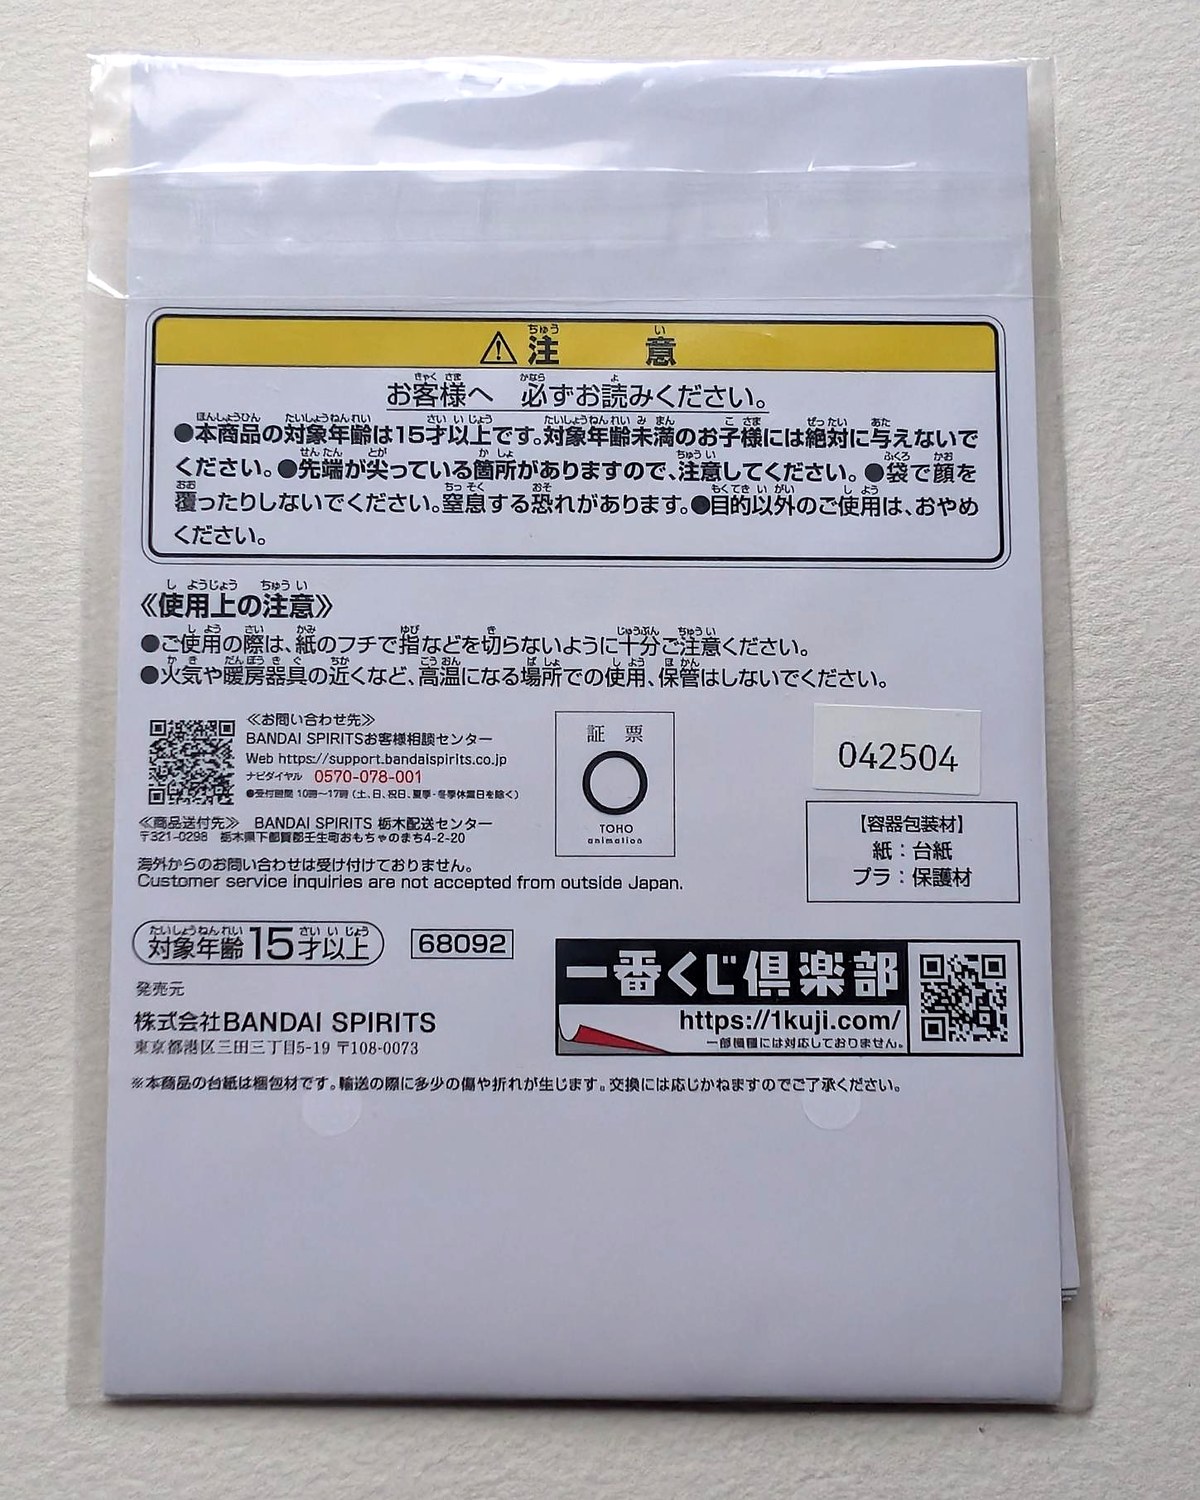 ⚠注意
お客様へ 必ずお読みください。
●本商品の対象年齢は15才以上です。対象年齢未満のお子様には絶対に与えないで
ください。●先端が尖っている箇所がありますので、注意してください。●袋で顔を
覆ったりしないでください。窒息する恐れがあります。●目的以外のご使用は、おやめ
ください。
《使用上の注意》
●ご使用の際は、紙のフチで指などを切らないように十分ご注意ください。
●火気や暖房器具の近くなど、高温になる場所での使用、保管はしないでください。
≪お問い合わせ先≫
BANDAI SPIRITSお客様相談センター
Web https://support.bandaispirits.co.jp
ナビダイヤル 0570-078-001
●受付時間 10時〜17時(土、日、祝日、夏季・冬季休業日を除く)
≪商品送付先≫ BANDAI SPIRITS 栃木配送センター
〒321-0298 栃木県下都賀郡壬生町おもちゃのまち4-2-20
海外からのお問い合わせは受け付けておりません。
Customer service inquiries are not accepted from outside Japan.
証票
TOHO
animation
042504
【容器包装材】
紙:台紙
プラ:保護材
対象年齢15才以上
68092
発売元
株式会社BANDAI SPIRITS
東京都港区三田三丁目5-19 〒108-0073
一番くじ倶楽部
https://1kuji.com/
一部機種には対応しておりません。
※本商品の台紙は梱包材です。輸送の際に多少の傷や折れが生じます。交換には応じかねますのでご了承ください。